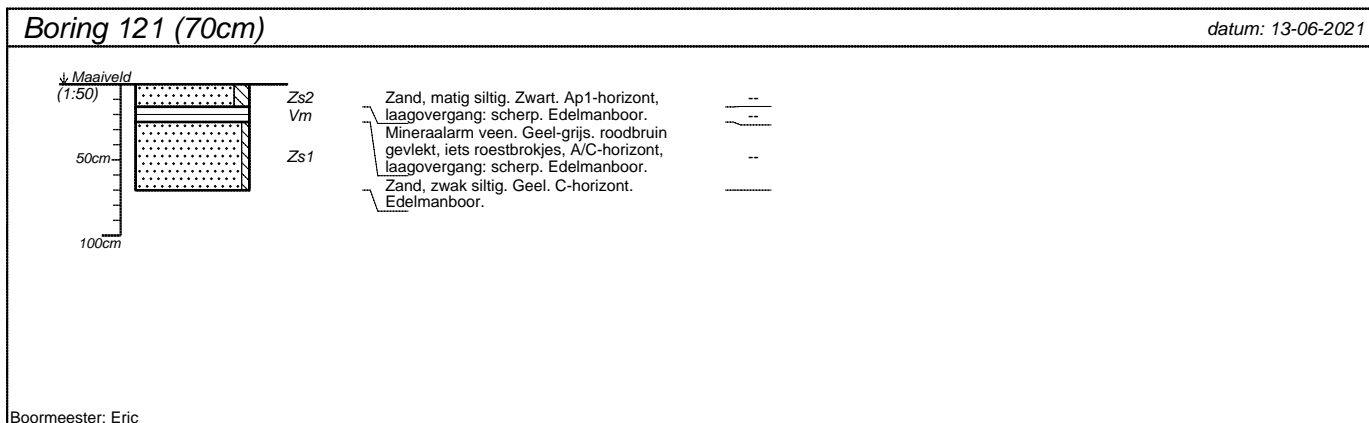 Boring 121 (70cm)
datum: 13-06-2021
Maaiveld
(1:50)
50cm
100cm
Zs2
Vm
Zs1
Zand, matig siltig. Zwart. Ap1-horizont,
laagovergang: scherp. Edelmanboor.
Mineraalarm veen. Geel-grijs. roodbruin
gevlekt, iets roestbrokjes, A/C-horizont,
laagovergang: scherp. Edelmanboor.
Zand, zwak siltig. Geel. C-horizont.
Edelmanboor.
--
--
--
Boormeester: Eric